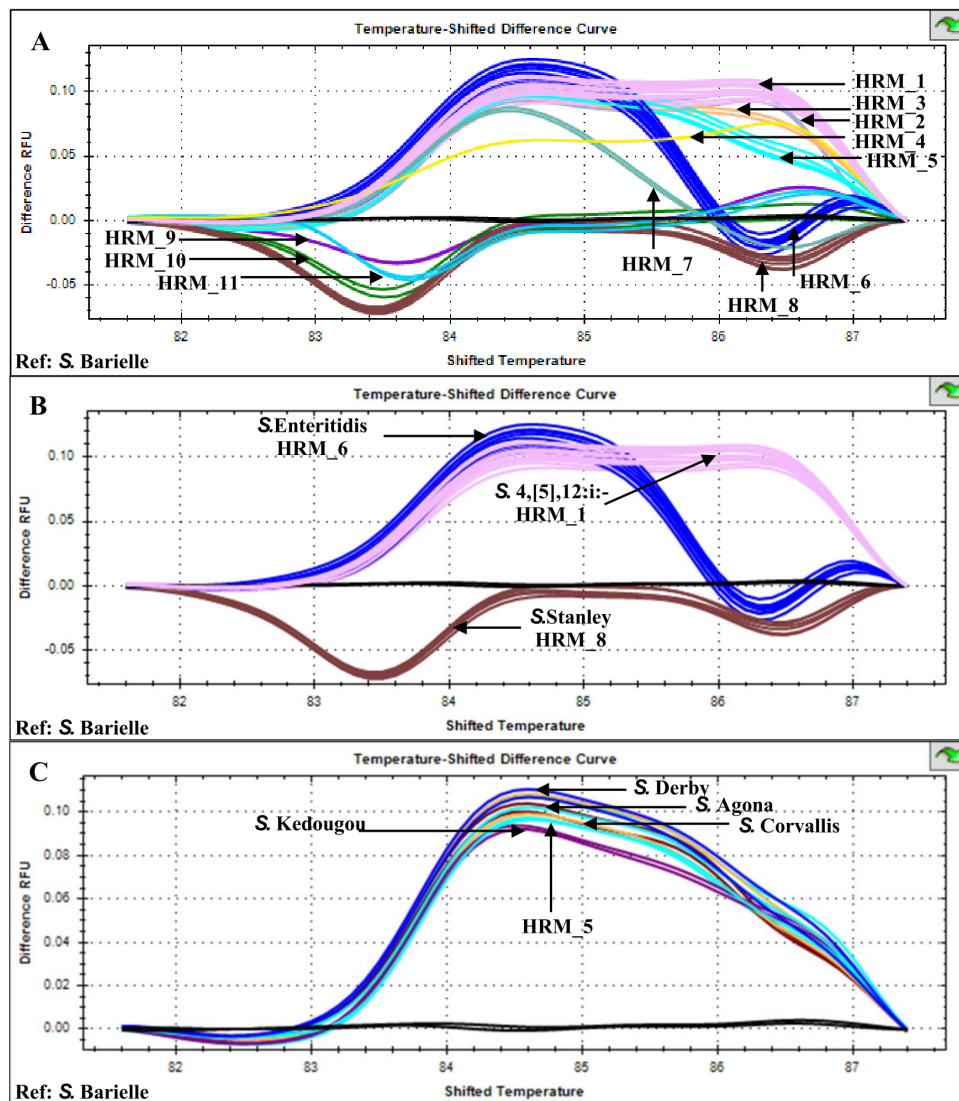 A
Temperature-Shifted Difference Curve
Difference RFU
0.10
0.05
0.00
-0.05
HRM_1
HRM_3
HRM_2
HRM_4
HRM_5
HRM_9
HRM_10
HRM_11
HRM_7
HRM_6
HRM_8
82
83
84
85
86
87
Shifted Temperature
Ref: S. Barielle
B
Temperature-Shifted Difference Curve
Difference RFU
0.10
0.05
0.00
-0.05
S.Enteritidis
HRM_6
S. 4,[5],12:i:-
HRM_1
S.Stanley
HRM_8
82
83
84
85
86
87
Shifted Temperature
Ref: S. Barielle
C
Temperature-Shifted Difference Curve
Difference RFU
0.10
0.08
0.06
0.04
0.02
0.00
S. Derby
S. Agona
S. Corvallis
S. Kedougou
HRM_5
82
83
84
85
86
87
Shifted Temperature
Ref: S. Barielle